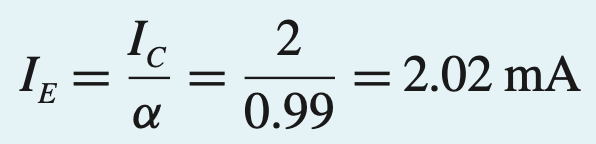 I_E = I_C / α = 2 / 0.99 = 2.02 mA